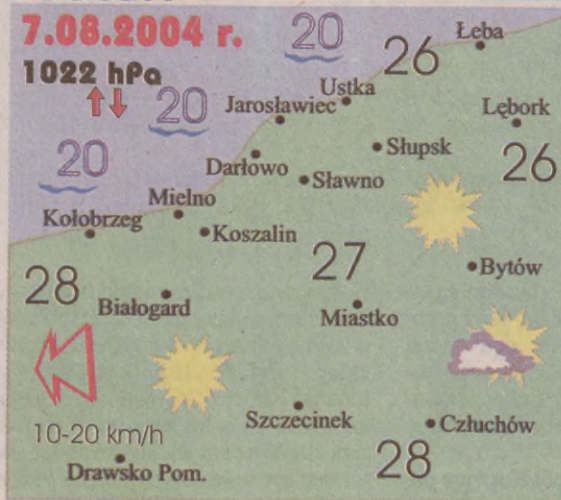 7.08.2004 r.
1022 hPa
20
26
Łeba
20
Ustka
Jarosławiec
Lębork
20
Darłowo
Słupsk
26
Sławno
Mielno
Kołobrzeg
Koszalin
27
Bytów
28
Białogard
Miastko
10-20 km/h
Szczecinek
Człuchów
28
Drawsko Pom.